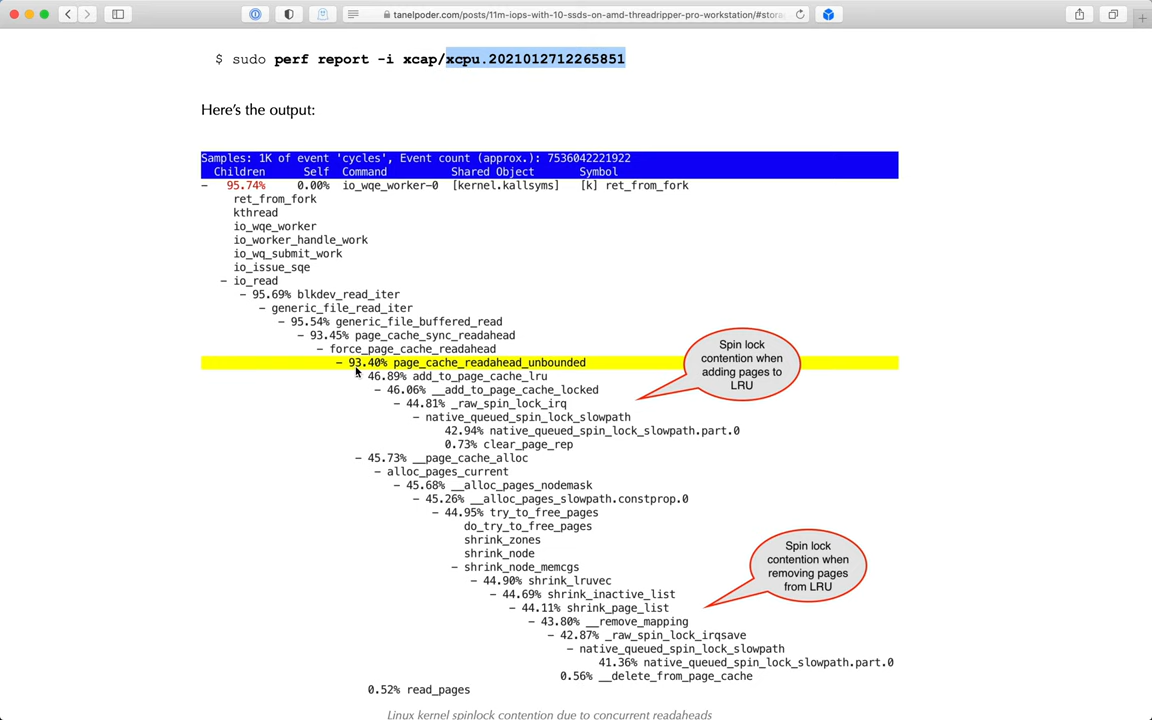 tanelpoder.com/posts/11m-iops-with-10-ssds-on-amd-threadripper-pro-workstation/#stora
$ sudo perf report -i xcap/xcpu.2021012712265851
Here's the output:
Samples: 1K of event 'cycles', Event count (approx.): 7536042221922
Children Self Command Shared Object Symbol
- 95.74% 0.00% io_wqe_worker-0 [kernel.kallsyms] [k] ret_from_fork
ret_from_fork
kthread
io_wqe_worker
io_worker_handle_work
io_wq_submit_work
io_issue_sqe
- io_read
- 95.69% blkdev_read_iter
- generic_file_read_iter
- 95.54% generic_file_buffered_read
- 93.45% page_cache_sync_readahead
- force_page_cache_readahead
- 93.40% page_cache_readahead_unbounded
46.89% add_to_page_cache_lru
- 46.06% __add_to_page_cache_locked
- 44.81% _raw_spin_lock_irq
- native_queued_spin_lock_slowpath
42.94% native_queued_spin_lock_slowpath.part.0
0.73% clear_page_rep
- 45.73% __page_cache_alloc
- alloc_pages_current
- 45.68% __alloc_pages_nodemask
- 45.26% __alloc_pages_slowpath.constprop.0
- 44.95% try_to_free_pages
do_try_to_free_pages
shrink_zones
shrink_node
- shrink_node_memcgs
- 44.90% shrink_lruvec
- 44.69% shrink_inactive_list
- 44.11% shrink_page_list
- 43.80% __remove_mapping
- 42.87% _raw_spin_lock_irqsave
- native_queued_spin_lock_slowpath
41.36% native_queued_spin_lock_slowpath.part.0
0.56% __delete_from_page_cache
0.52% read_pages
Spin lock
contention when
adding pages to
LRU
Spin lock
contention when
removing pages
from LRU
Linux kernel spinlock contention due to concurrent readaheads